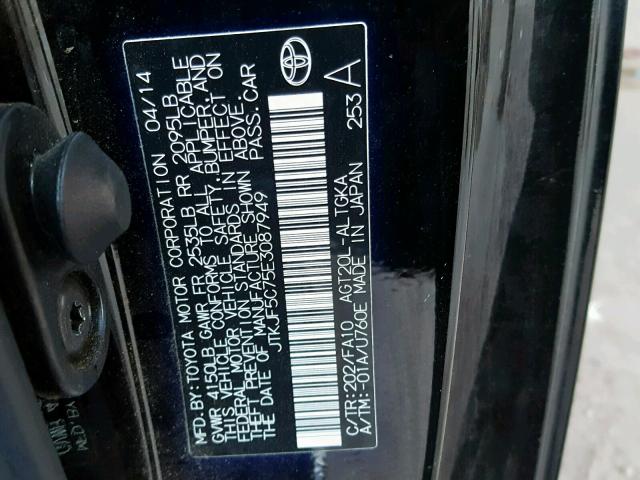 MFD.BY:TOYOTA MOTOR CORPORATION 04/14
GVWR 4150LB GAWR FR 2535LB RR 2095LB
THIS VEHICLE CONFORMS TO ALL APPLICABLE
FEDERAL MOTOR VEHICLE SAFETY,BUMPER,AND
THEFT PREVENTION STANDARDS IN EFFECT ON
THE DATE OF MANUFACTURE SHOWN ABOVE.
JTKJF5C75E3087949 PASS.CAR
C/TR:202/FA10 AGT20L-ALTGKA 253
A/TM:-01A/U760E MADE IN JAPAN A